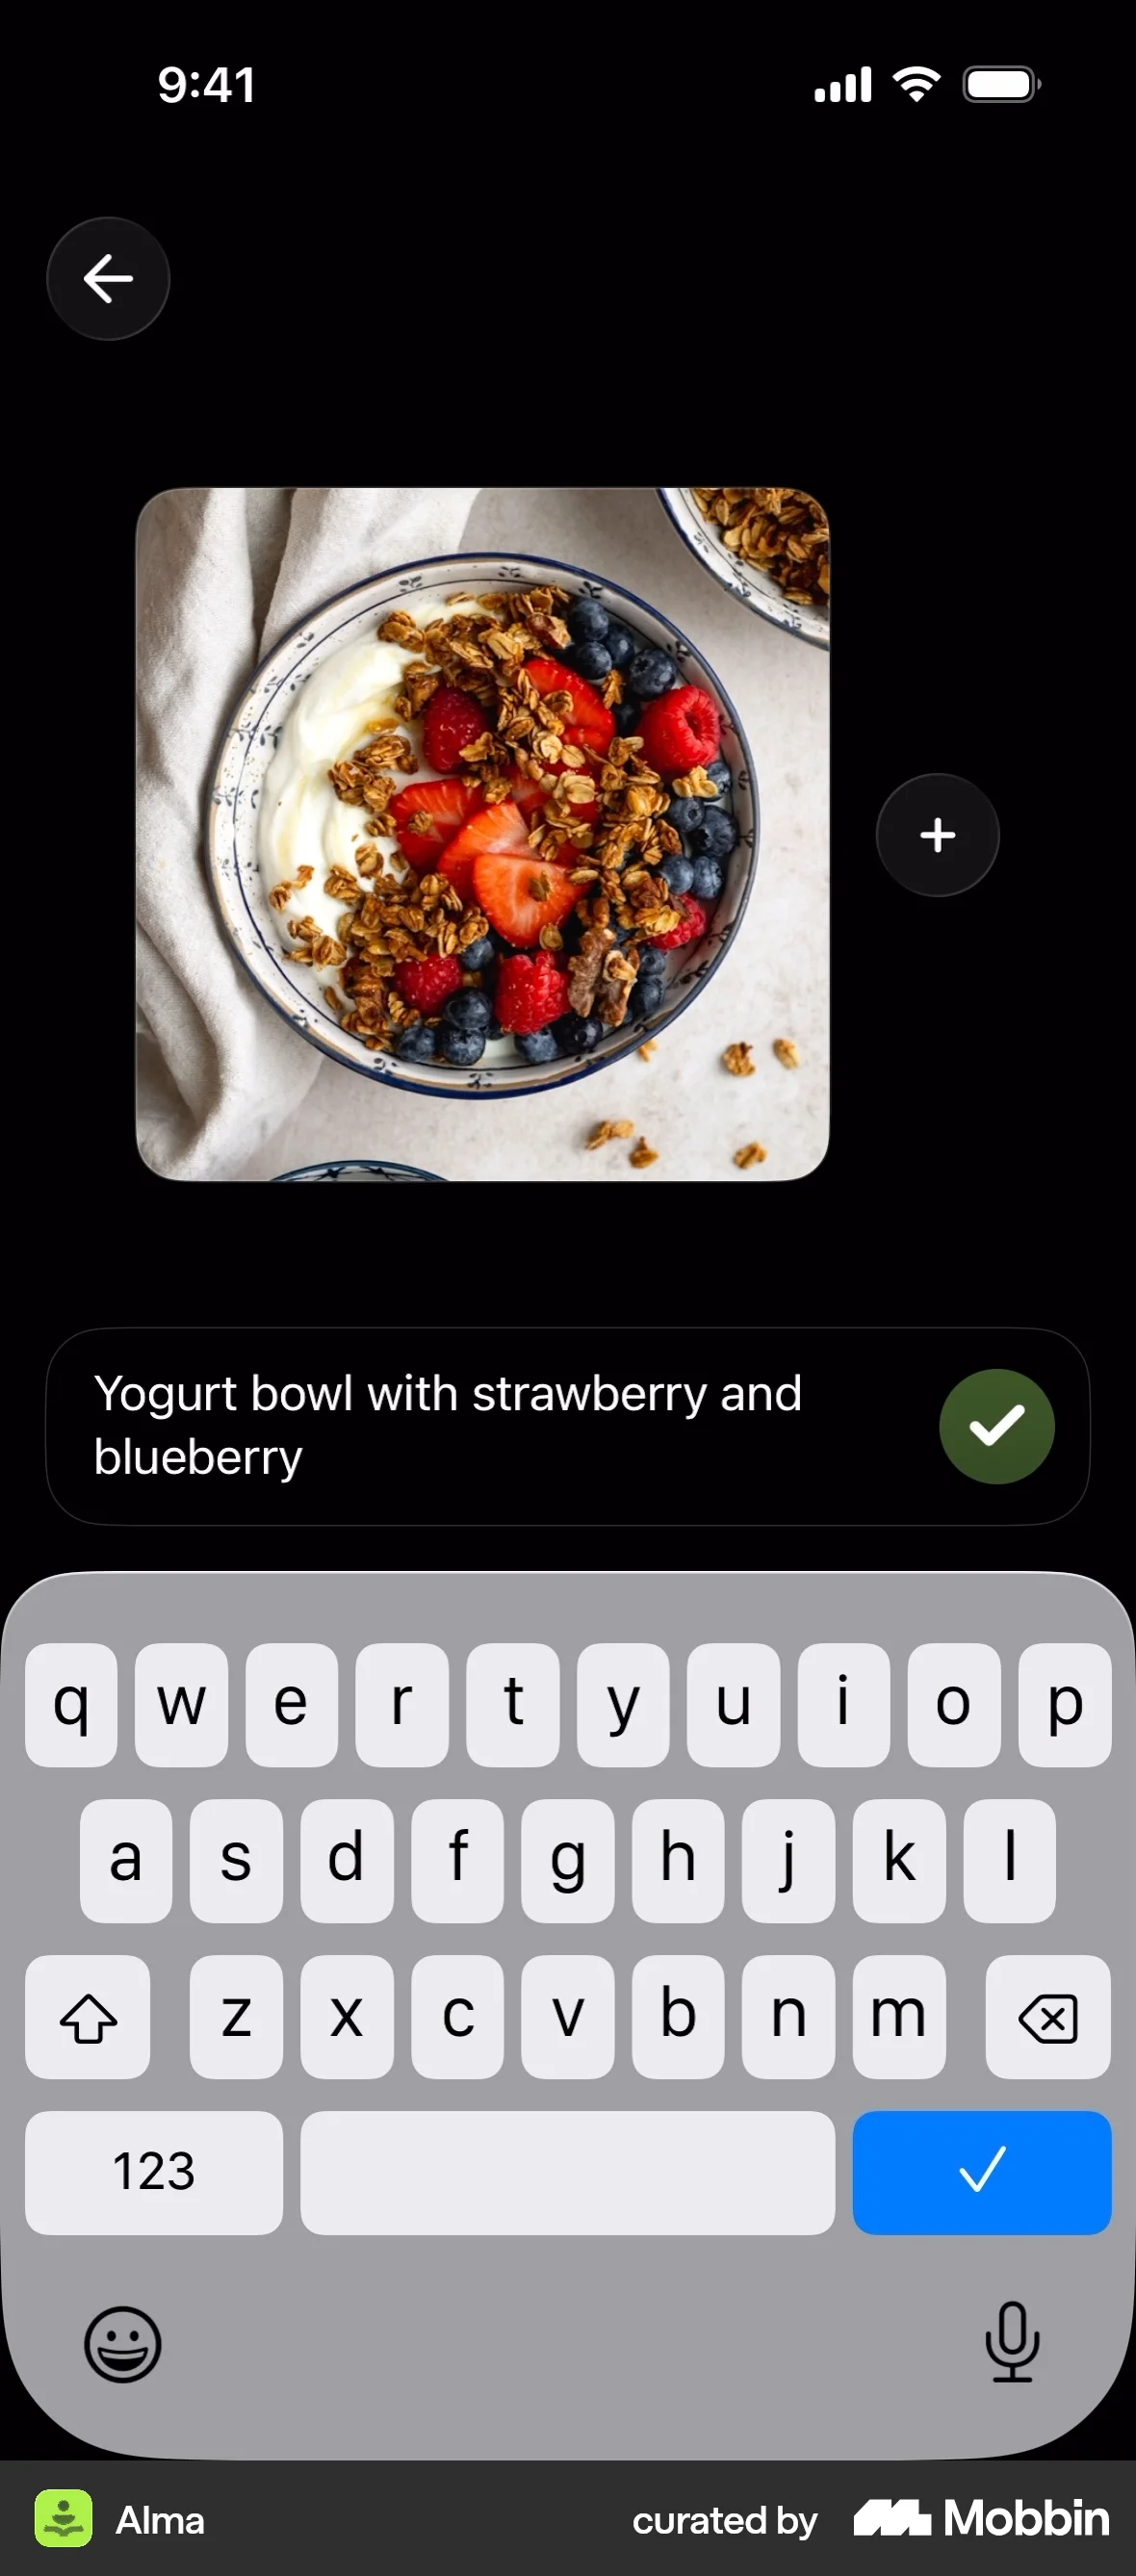 9:41
Yogurt bowl with strawberry and
blueberry
q w e r t y u i o p
a s d f g h j k l
z x c v b n m
123
Alma
curated by Mobbin